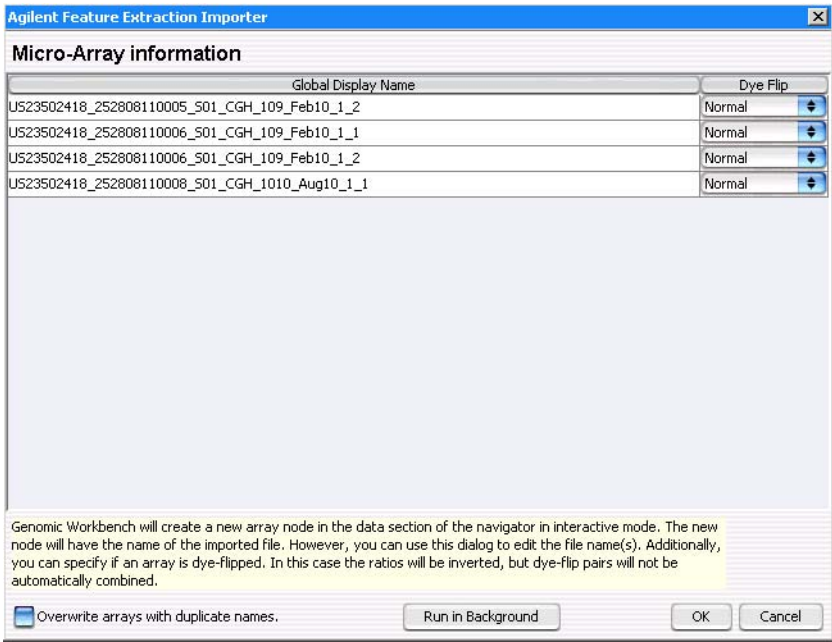 Agilent Feature Extraction Importer
Micro-Array information
Global Display Name Dye Flip
US23502418_252808110005_S01_CGH_109_Feb10_1_2 Normal
US23502418_252808110006_S01_CGH_109_Feb10_1_1 Normal
US23502418_252808110006_S01_CGH_109_Feb10_1_2 Normal
US23502418_252808110008_S01_CGH_1010_Aug10_1_1 Normal
Genomic Workbench will create a new array node in the data section of the navigator in interactive mode. The new
node will have the name of the imported file. However, you can use this dialog to edit the file name(s). Additionally,
you can specify if an array is dye-flipped. In this case the ratios will be inverted, but dye-flip pairs will not be
automatically combined.
Overwrite arrays with duplicate names. Run in Background OK Cancel